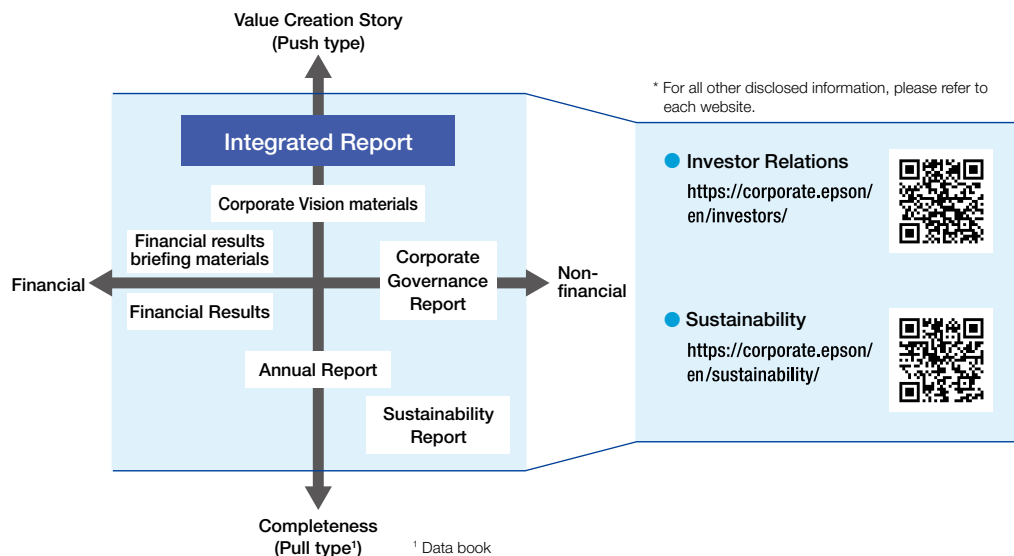 Value Creation Story
(Push type)
* For all other disclosed information, please refer to
each website.
Integrated Report
Corporate Vision materials
Financial results
briefing materials
Financial
Corporate
Governance
Report
Non-
financial
Financial Results
Annual Report
Sustainability
Report
Completeness
(Pull type¹)
¹ Data book
Investor Relations
https://corporate.epson/
en/investors/
Sustainability
https://corporate.epson/
en/sustainability/